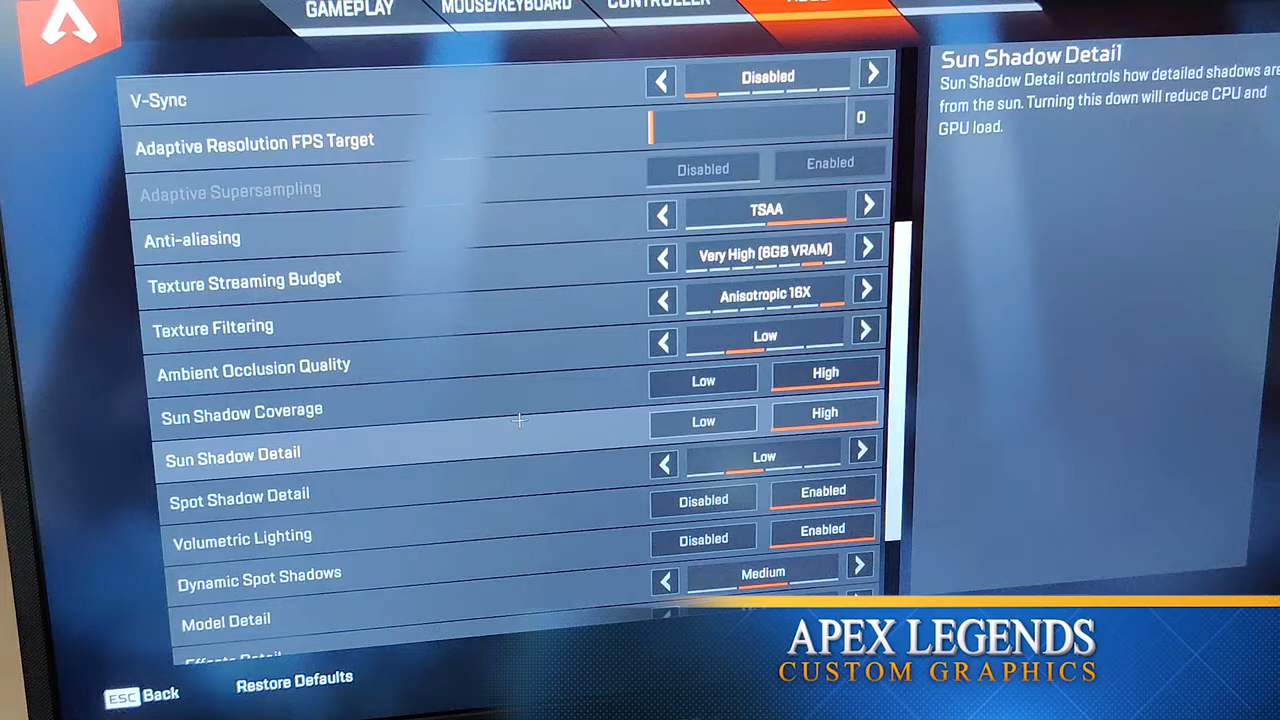 GAMEPLAY
MOUSE/KEYBOARD
CONTROLLER
V-Sync
Disabled
Adaptive Resolution FPS Target
0
Adaptive Supersampling
Disabled
Enabled
Anti-aliasing
TSAA
Texture Streaming Budget
Very High (6GB VRAM)
Texture Filtering
Anisotropic 16X
Ambient Occlusion Quality
Low
Sun Shadow Coverage
Low
High
Sun Shadow Detail
Low
High
Spot Shadow Detail
Low
Volumetric Lighting
Disabled
Enabled
Dynamic Spot Shadows
Disabled
Enabled
Model Detail
Medium
Effects Detail
ESC Back
Restore Defaults
Sun Shadow Detail
Sun Shadow Detail controls how detailed shadows are
from the sun. Turning this down will reduce CPU and
GPU load.
APEX LEGENDS
CUSTOM GRAPHICS